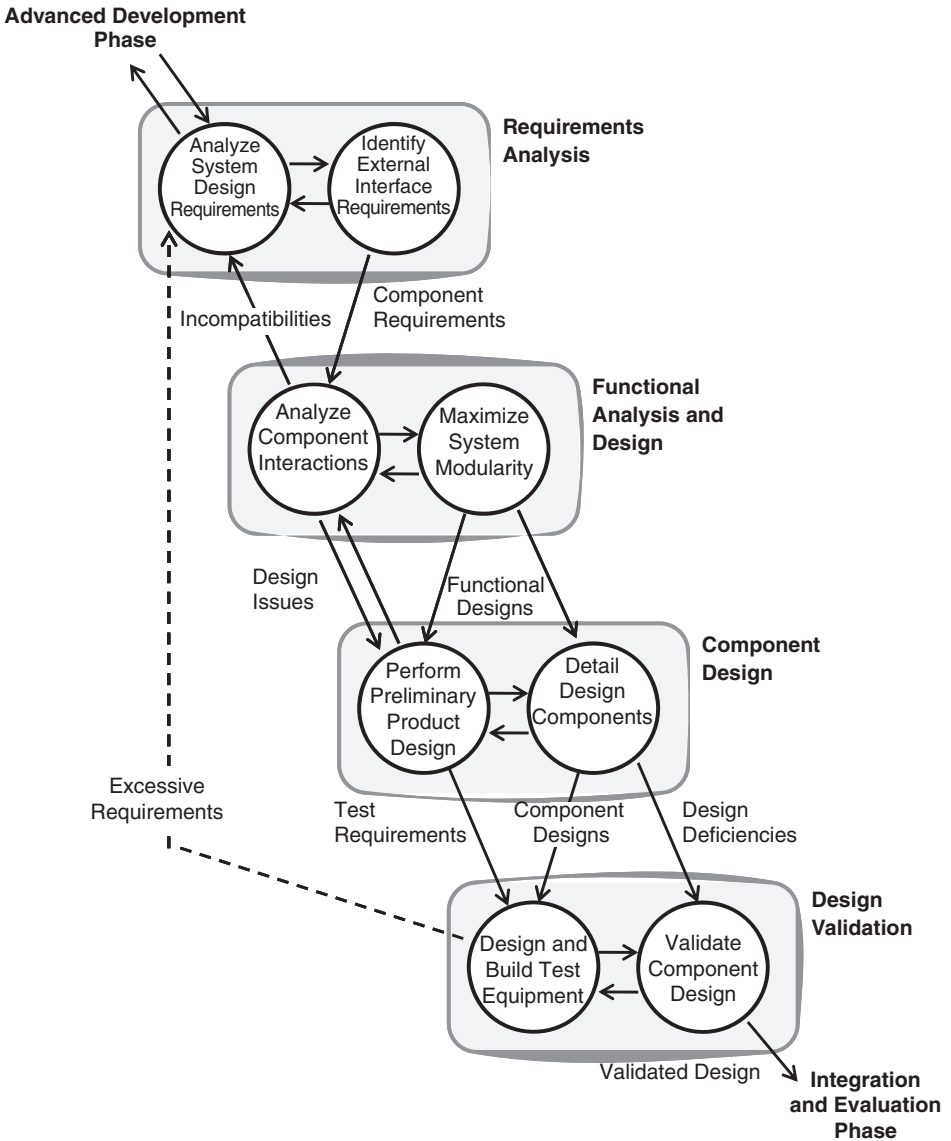 Advanced Development
Phase
Requirements
Analysis
Analyze
System
Design
Requirements
Identify
External
Interface
Requirements
Incompatibilities
Component
Requirements
Functional
Analysis and
Design
Analyze
Component
Interactions
Maximize
System
Modularity
Design
Issues
Functional
Designs
Component
Design
Perform
Preliminary
Product
Design
Detail
Design
Components
Excessive
Requirements
Test
Requirements
Component
Designs
Design
Deficiencies
Design
Validation
Design and
Build Test
Equipment
Validate
Component
Design
Validated Design
Integration
and Evaluation
Phase